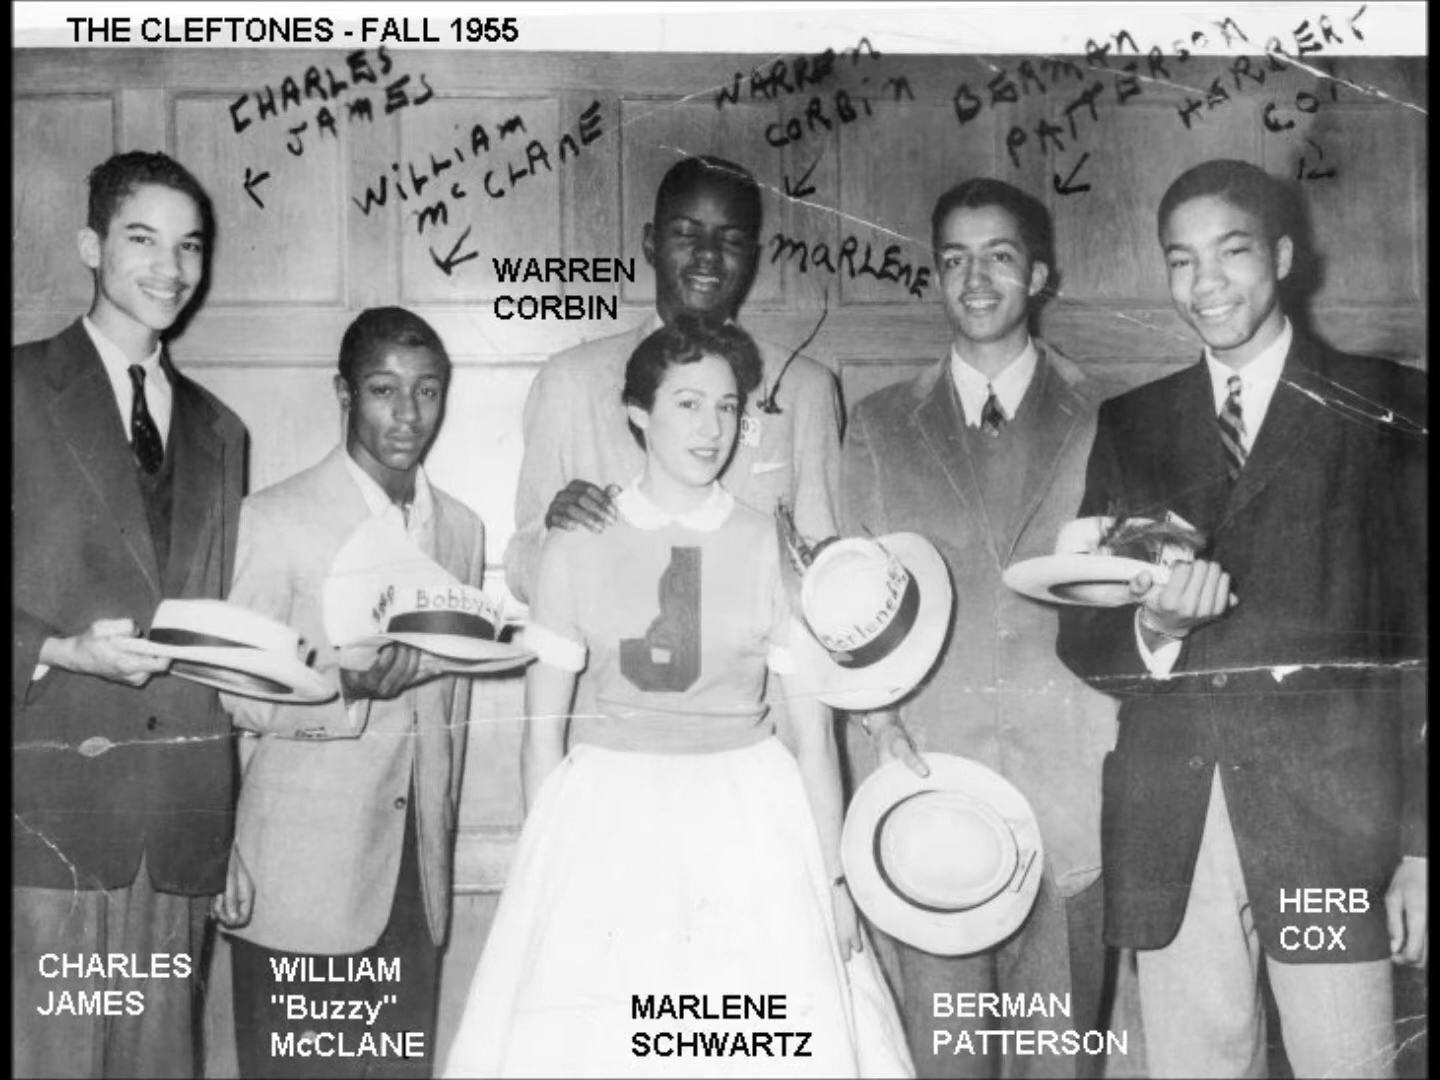 THE CLEFTONES - FALL 1955
CHARLES
JAMES
WILLIAM
McCLANE
WARREN
CORBIN
BERMAN
PATTERSON
HERBERT
COX
MARLENE
WARREN
CORBIN
Bobby
Marlene
J
HERB
COX
CHARLES
JAMES
WILLIAM
"Buzzy"
McCLANE
MARLENE
SCHWARTZ
BERMAN
PATTERSON